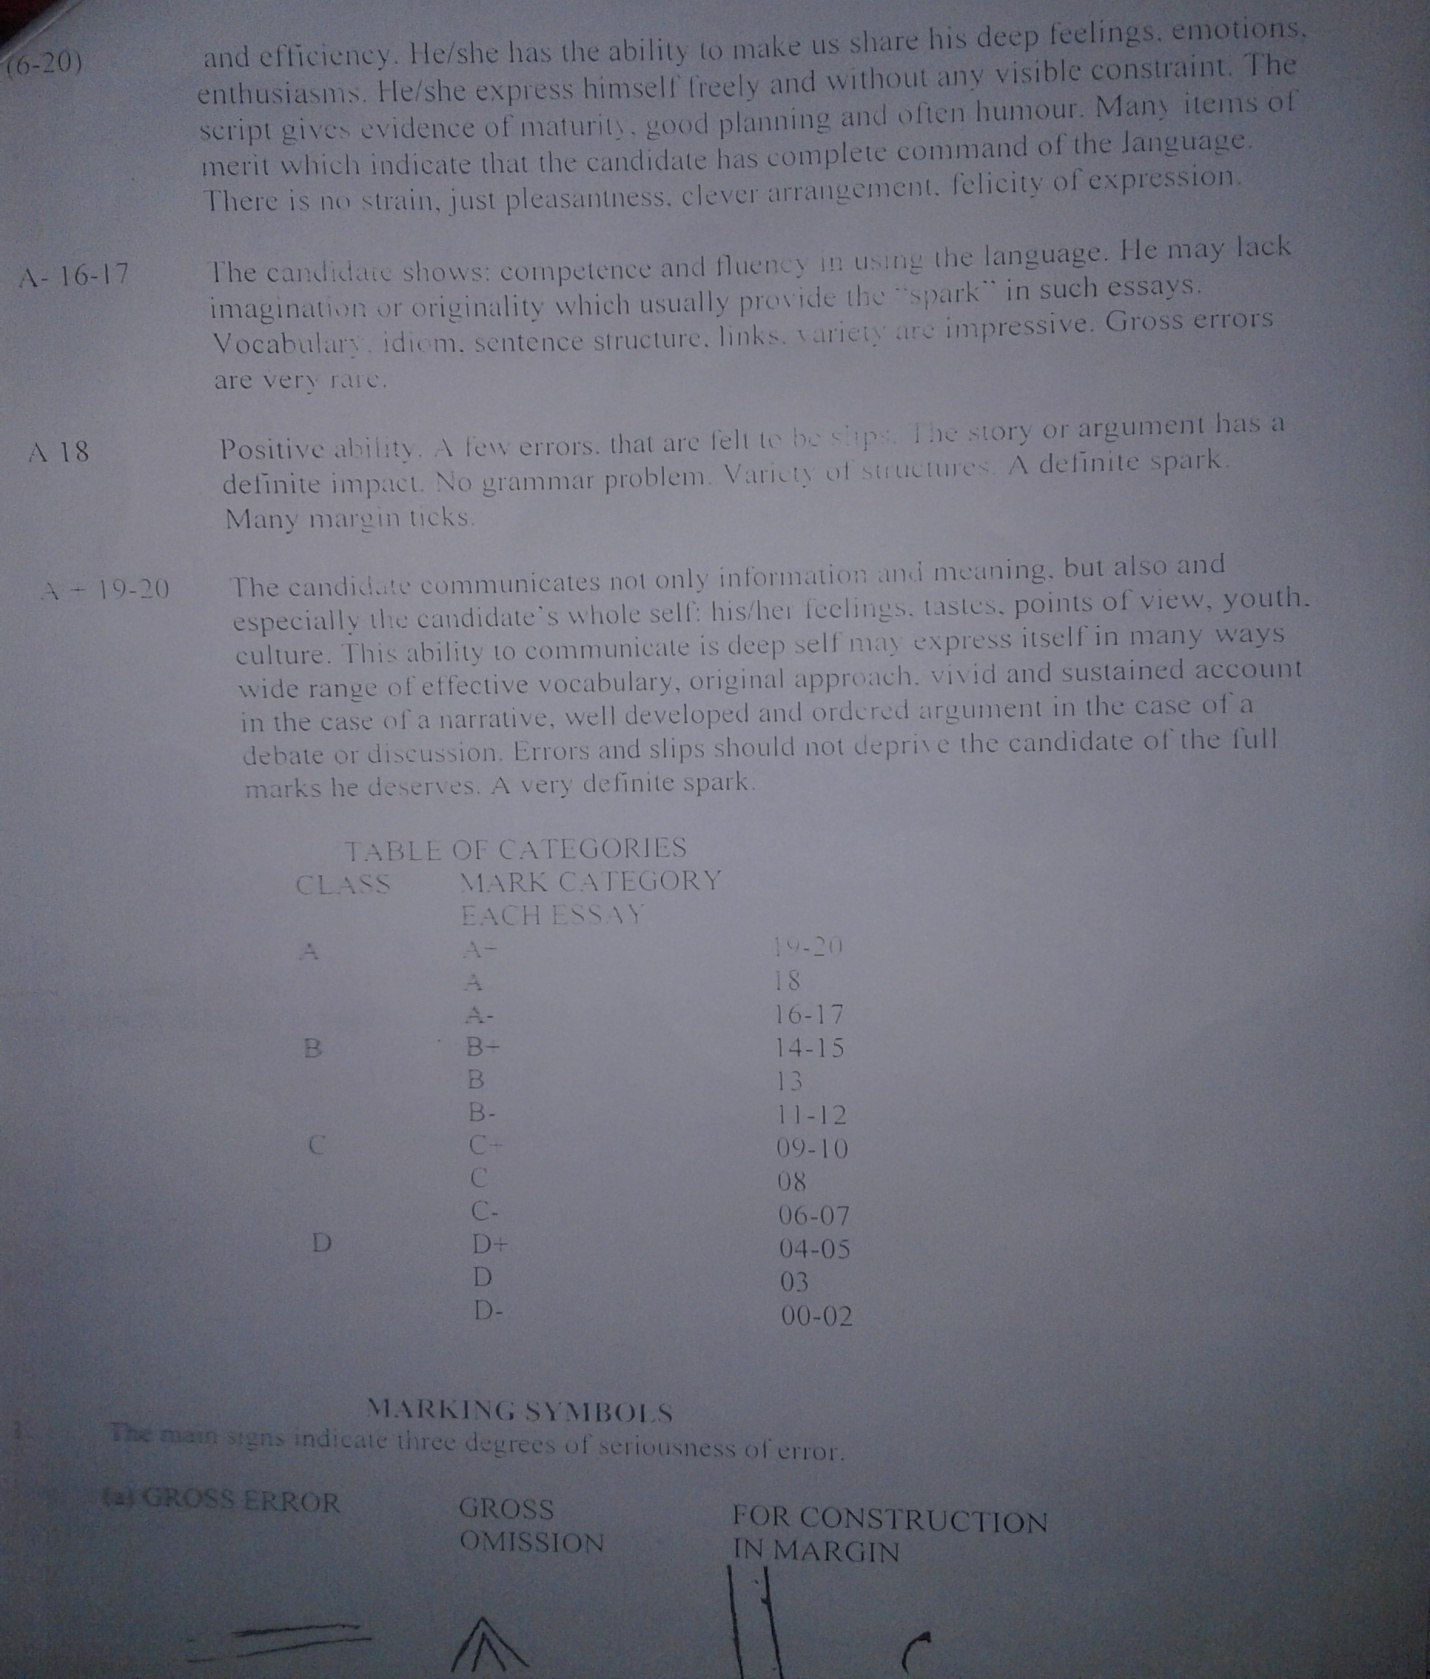 (6-20) and efficiency. He/she has the ability to make us share his deep feelings, emotions,
enthusiasms. He/she express himself freely and without any visible constraint. The
script gives evidence of maturity, good planning and often humour. Many items of
merit which indicate that the candidate has complete command of the language.
There is no strain, just pleasantness, clever arrangement, felicity of expression.
A- 16-17 The candidate shows: competence and fluency in using the language. He may lack
imagination or originality which usually provide the "spark" in such essays.
Vocabulary, idiom, sentence structure, links, variety are impressive. Gross errors
are very rare.
A 18 Positive ability. A few errors, that are felt to be slips. The story or argument has a
definite impact. No grammar problem. Variety of structures. A definite spark.
Many margin ticks.
A + 19-20 The candidate communicates not only information and meaning, but also and
especially the candidate's whole self: his/her feelings, tastes, points of view, youth,
culture. This ability to communicate is deep self may express itself in many ways
wide range of effective vocabulary, original approach, vivid and sustained account
in the case of a narrative, well developed and ordered argument in the case of a
debate or discussion. Errors and slips should not deprive the candidate of the full
marks he deserves. A very definite spark.
TABLE OF CATEGORIES
CLASS MARK CATEGORY
EACH ESSAY
A A+ 19-20
A 18
A- 16-17
B B+ 14-15
B 13
B- 11-12
C C+ 09-10
C 08
C- 06-07
D D+ 04-05
D 03
D- 00-02
MARKING SYMBOLS
1. The main signs indicate three degrees of seriousness of error.
(a) GROSS ERROR GROSS FOR CONSTRUCTION
OMISSION IN MARGIN